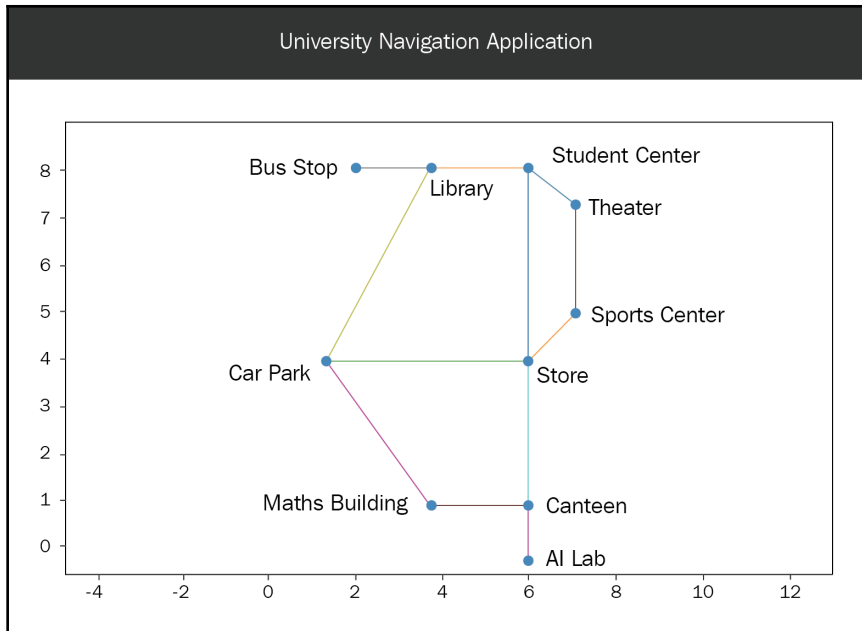 University Navigation Application
8
Bus Stop
Student Center
Library
7
Theater
6
5
Sports Center
4
Car Park
Store
3
2
Maths Building
1
Canteen
0
AI Lab
-4 -2 0 2 4 6 8 10 12